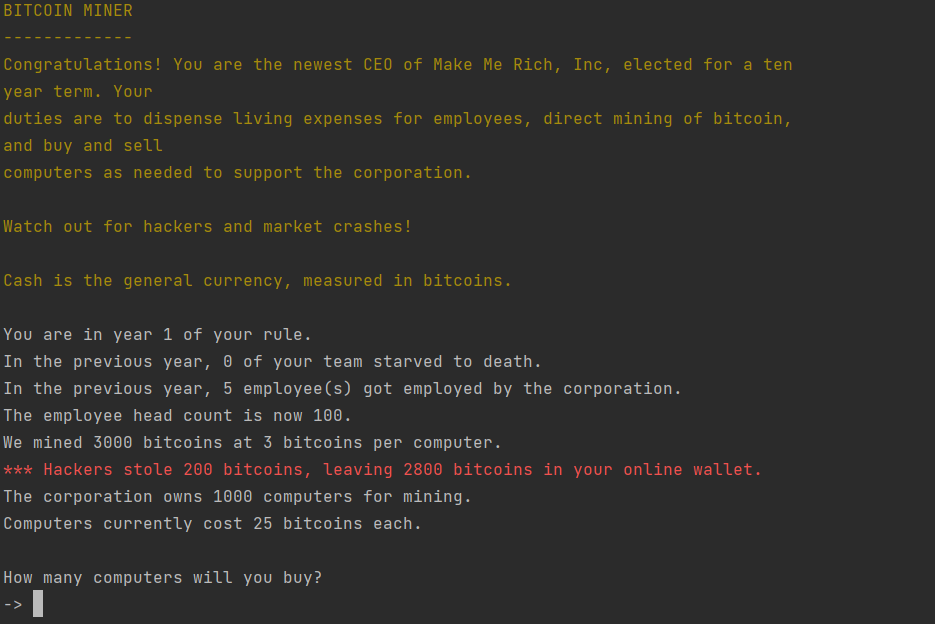 BITCOIN MINER
-------------
Congratulations! You are the newest CEO of Make Me Rich, Inc, elected for a ten
year term. Your
duties are to dispense living expenses for employees, direct mining of bitcoin,
and buy and sell
computers as needed to support the corporation.
Watch out for hackers and market crashes!
Cash is the general currency, measured in bitcoins.
You are in year 1 of your rule.
In the previous year, 0 of your team starved to death.
In the previous year, 5 employee(s) got employed by the corporation.
The employee head count is now 100.
We mined 3000 bitcoins at 3 bitcoins per computer.
*** Hackers stole 200 bitcoins, leaving 2800 bitcoins in your online wallet.
The corporation owns 1000 computers for mining.
Computers currently cost 25 bitcoins each.
How many computers will you buy?
->